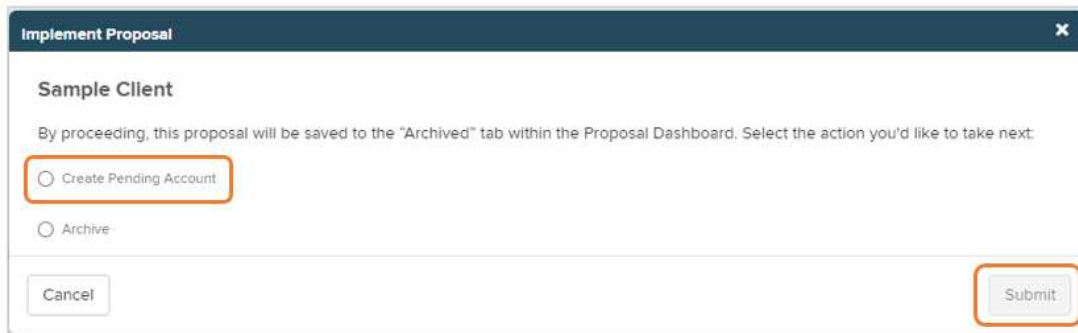 Implement Proposal
Sample Client
By proceeding, this proposal will be saved to the “Archived” tab within the Proposal Dashboard. Select the action you'd like to take next:
Create Pending Account
Archive
Cancel
Submit